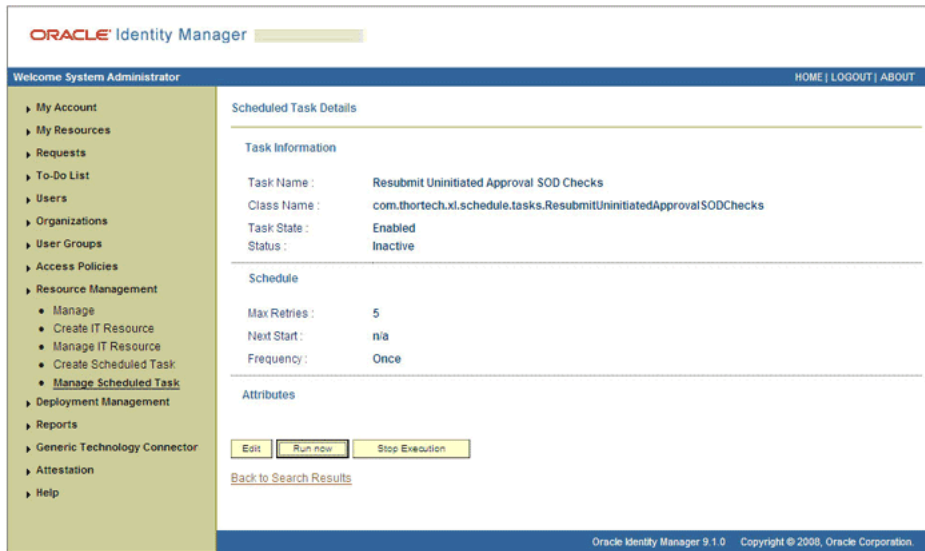 ORACLE' Identity Manager
Welcome System Administrator
HOME | LOGOUT | ABOUT
My Account
My Resources
Requests
To-Do List
Users
Organizations
User Groups
Access Policies
Resource Management
Manage
Create IT Resource
Manage IT Resource
Create Scheduled Task
Manage Scheduled Task
Deployment Management
Reports
Generic Technology Connector
Attestation
Help
Scheduled Task Details
Task Information
Task Name : Resubmit Uninitiated Approval SOD Checks
Class Name : com.thortech.xl.schedule.tasks.ResubmitUninitiatedApprovalSODChecks
Task State : Enabled
Status : Inactive
Schedule
Max Retries : 5
Next Start : n/a
Frequency : Once
Attributes
Edit Run now Stop Execution
Back to Search Results
Oracle Identity Manager 9.1.0 Copyright © 2008, Oracle Corporation.